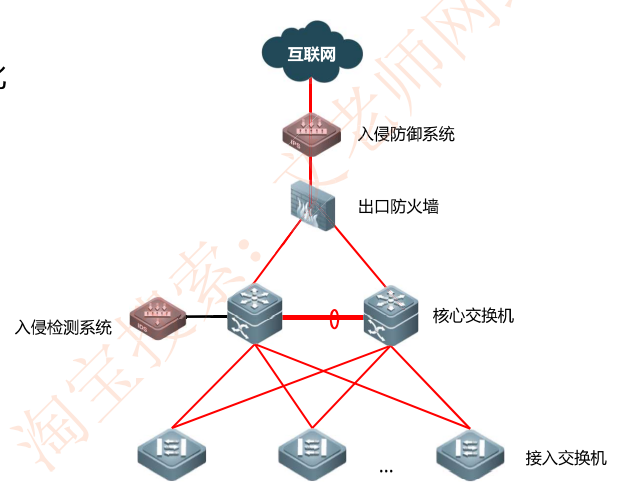 互联网
入侵防御系统
IPS
出口防火墙
入侵检测系统
IDS
核心交换机
...
接入交换机
淘宝搜索：文老师网